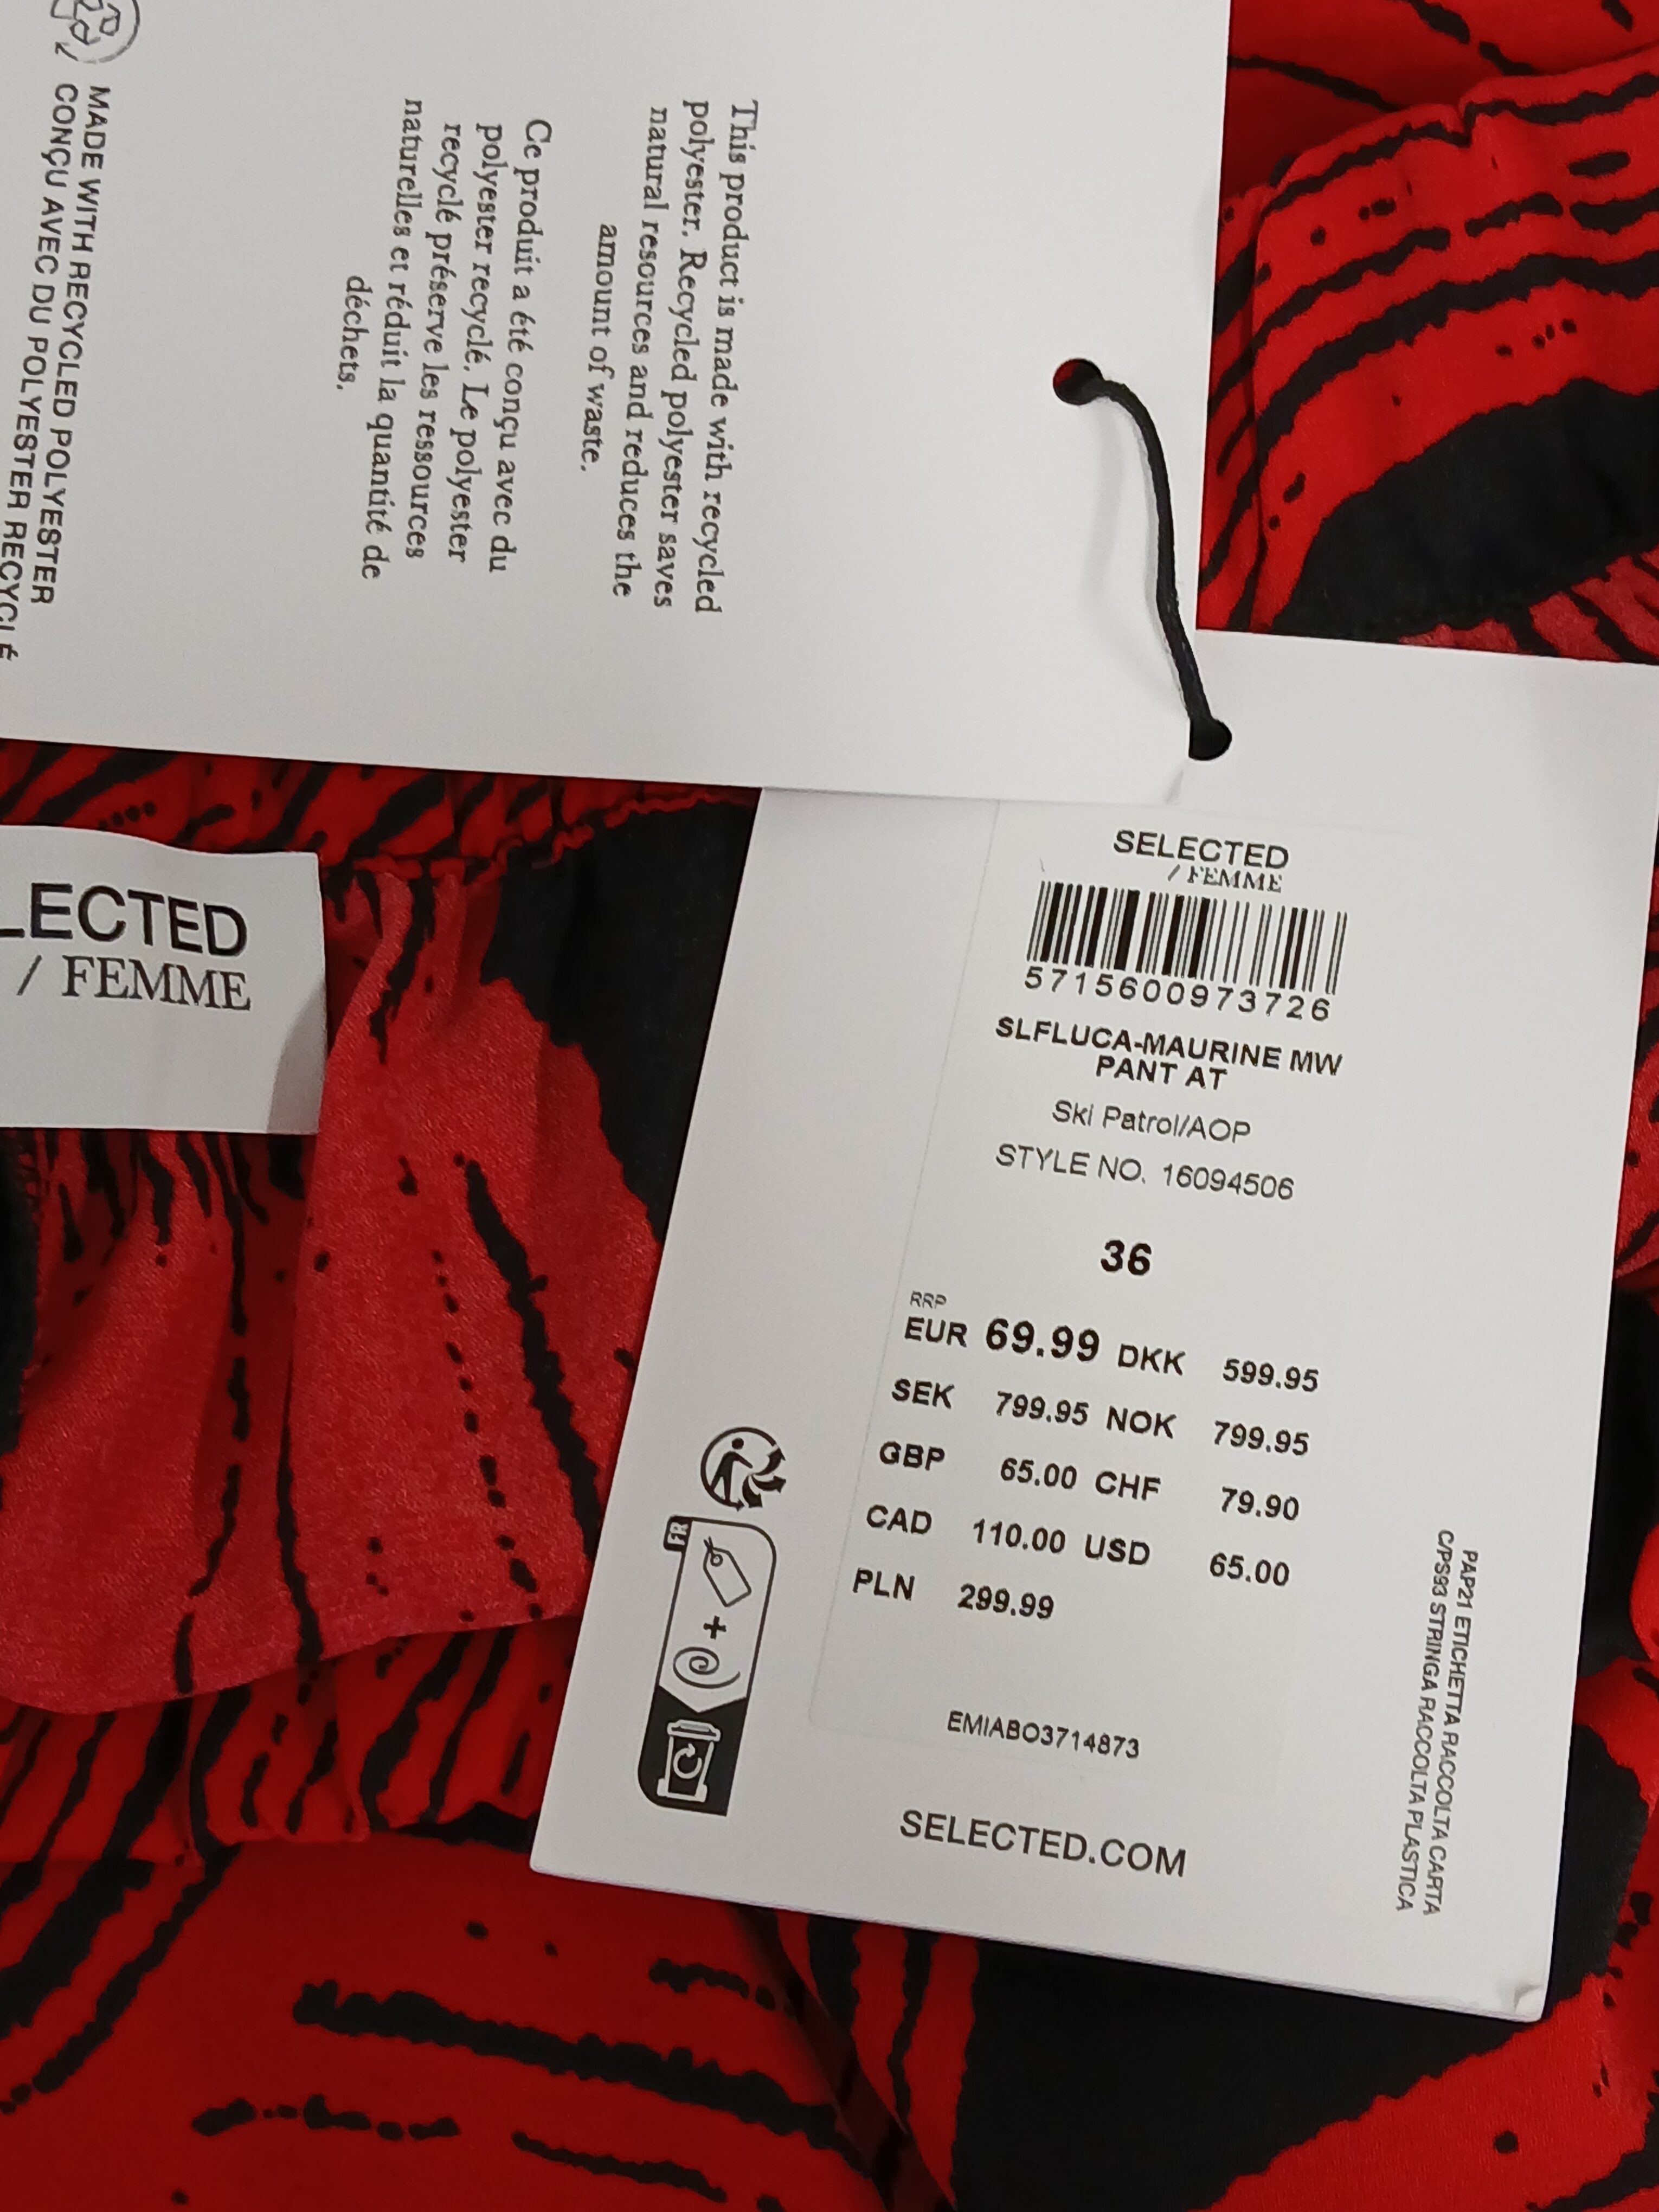 MADE WITH RECYCLED POLYESTER
CONÇU AVEC DU POLYESTER RECYCLÉ
This product is made with recycled
polyester. Recycled polyester saves
natural resources and reduces the
amount of waste.
Ce produit a été conçu avec du
polyester recyclé. Le polyester
recyclé préserve les ressources
naturelles et réduit la quantité de
déchets.
LECTED
/ FEMME
SELECTED
/ FEMME
5715600973726
SLFLUCA-MAURINE MW
PANT AT
Ski Patrol/AOP
STYLE NO. 16094506
36
RRP
EUR 69.99 DKK 599.95
SEK 799.95 NOK 799.95
GBP 65.00 CHF 79.90
CAD 110.00 USD 65.00
PLN 299.99
EMIABO3714873
SELECTED.COM
FR
+
PAP21 ETICHETTA RACCOLTA CARTA
C/PS93 STRINGA RACCOLTA PLASTICA